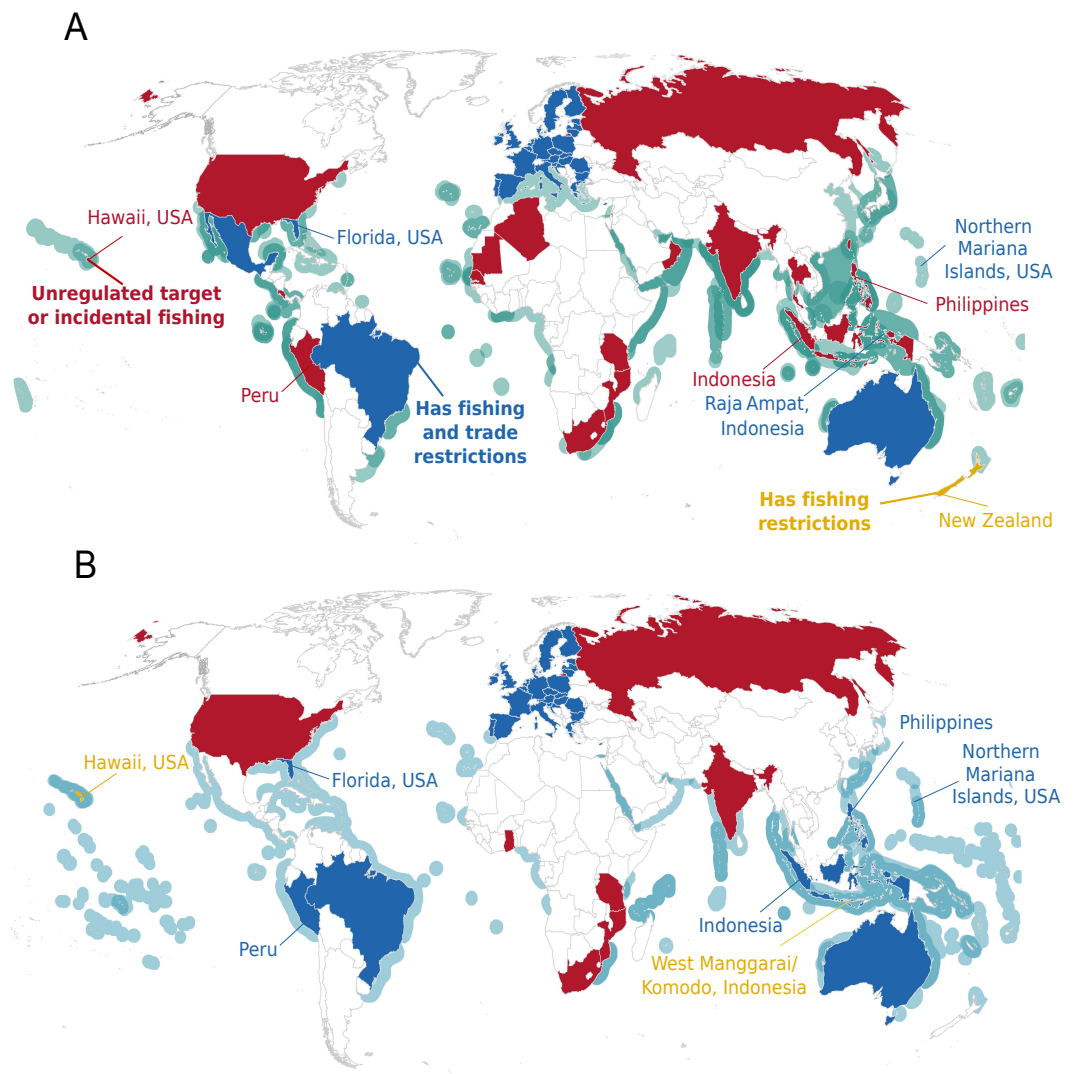 A
Hawaii, USA
Florida, USA
Northern
Mariana
Islands, USA
Unregulated target
or incidental fishing
Philippines
Peru
Indonesia
Raja Ampat,
Indonesia
Has fishing
and trade
restrictions
Has fishing
restrictions
New Zealand
B
Philippines
Hawaii, USA
Florida, USA
Northern
Mariana
Islands, USA
Peru
Indonesia
West Manggarai/
Komodo, Indonesia